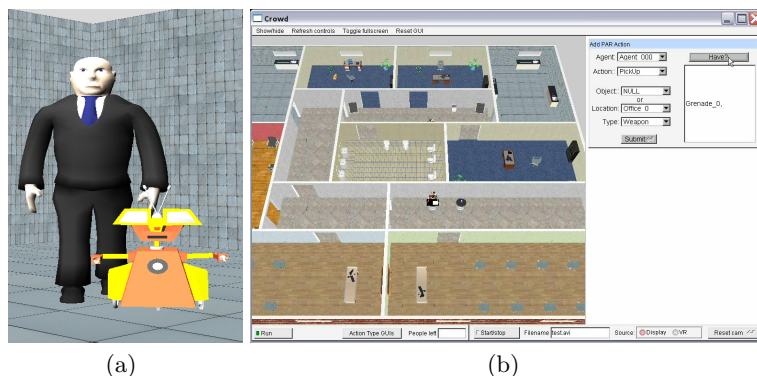 Crowd
Show/hide Refresh controls Toggle fullscreen Reset GUI
Add PAR Action
Agent: Agent_000
Have?
Action: PickUp
Object: NULL
or
Grenade_0,
Location: Office_0
Type: Weapon
Submit
Run Action Type GUIs People left Start/stop Filename test.avi Source: Display VR Reset cam
(a) (b)